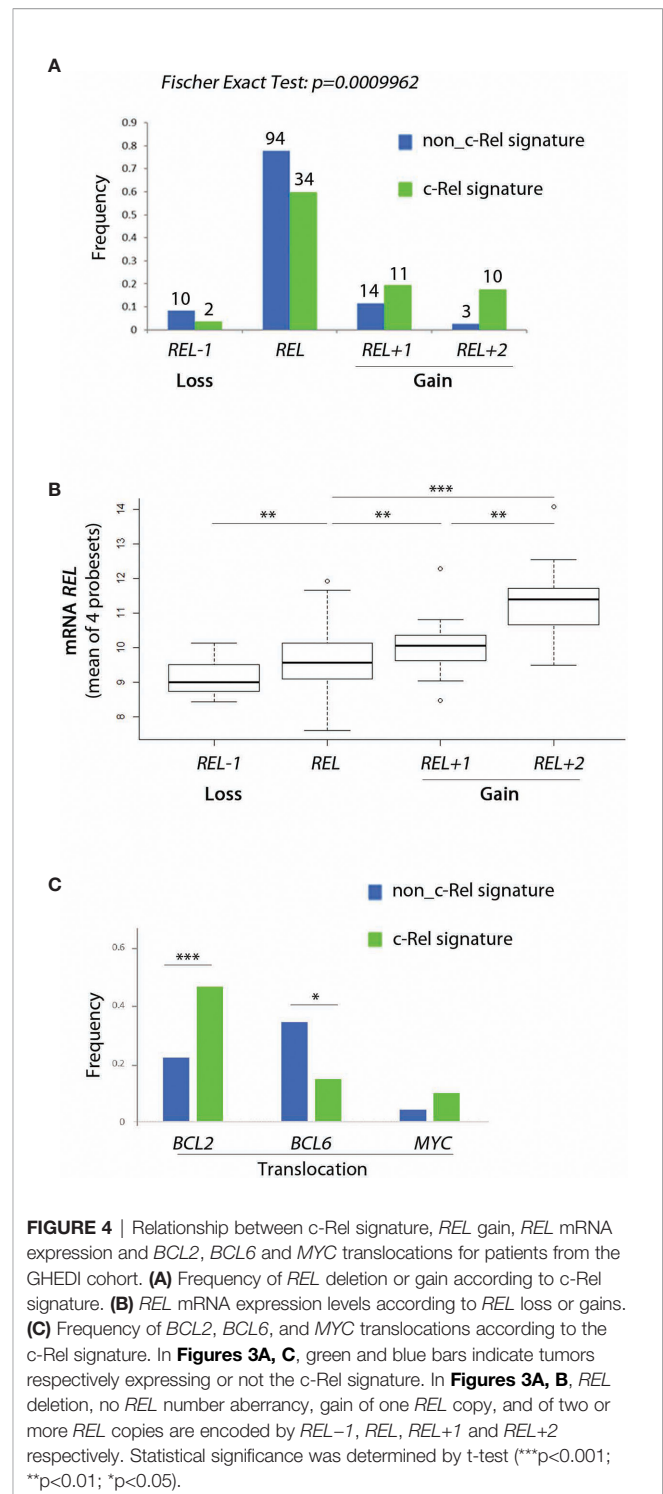 A
Fischer Exact Test: p=0.0009962
non_c-Rel signature
c-Rel signature
Frequency
0.9
0.8
0.7
0.6
0.5
0.4
0.3
0.2
0.1
0
10
2
94
34
14
11
3
10
REL-1
REL
REL+1
REL+2
Loss
Gain
B
mRNA REL
(mean of 4 probesets)
14
13
12
11
10
9
8
**
***
**
**
REL-1
REL
REL+1
REL+2
Loss
Gain
C
non_c-Rel signature
c-Rel signature
Frequency
0.6
0.4
0.2
0
***
*
BCL2
BCL6
MYC
Translocation
FIGURE 4 | Relationship between c-Rel signature, REL gain, REL mRNA
expression and BCL2, BCL6 and MYC translocations for patients from the
GHEDI cohort. (A) Frequency of REL deletion or gain according to c-Rel
signature. (B) REL mRNA expression levels according to REL loss or gains.
(C) Frequency of BCL2, BCL6, and MYC translocations according to the
c-Rel signature. In Figures 3A, C, green and blue bars indicate tumors
respectively expressing or not the c-Rel signature. In Figures 3A, B, REL
deletion, no REL number aberrancy, gain of one REL copy, and of two or
more REL copies are encoded by REL−1, REL, REL+1 and REL+2
respectively. Statistical significance was determined by t-test (***p<0.001;
**p<0.01; *p<0.05).